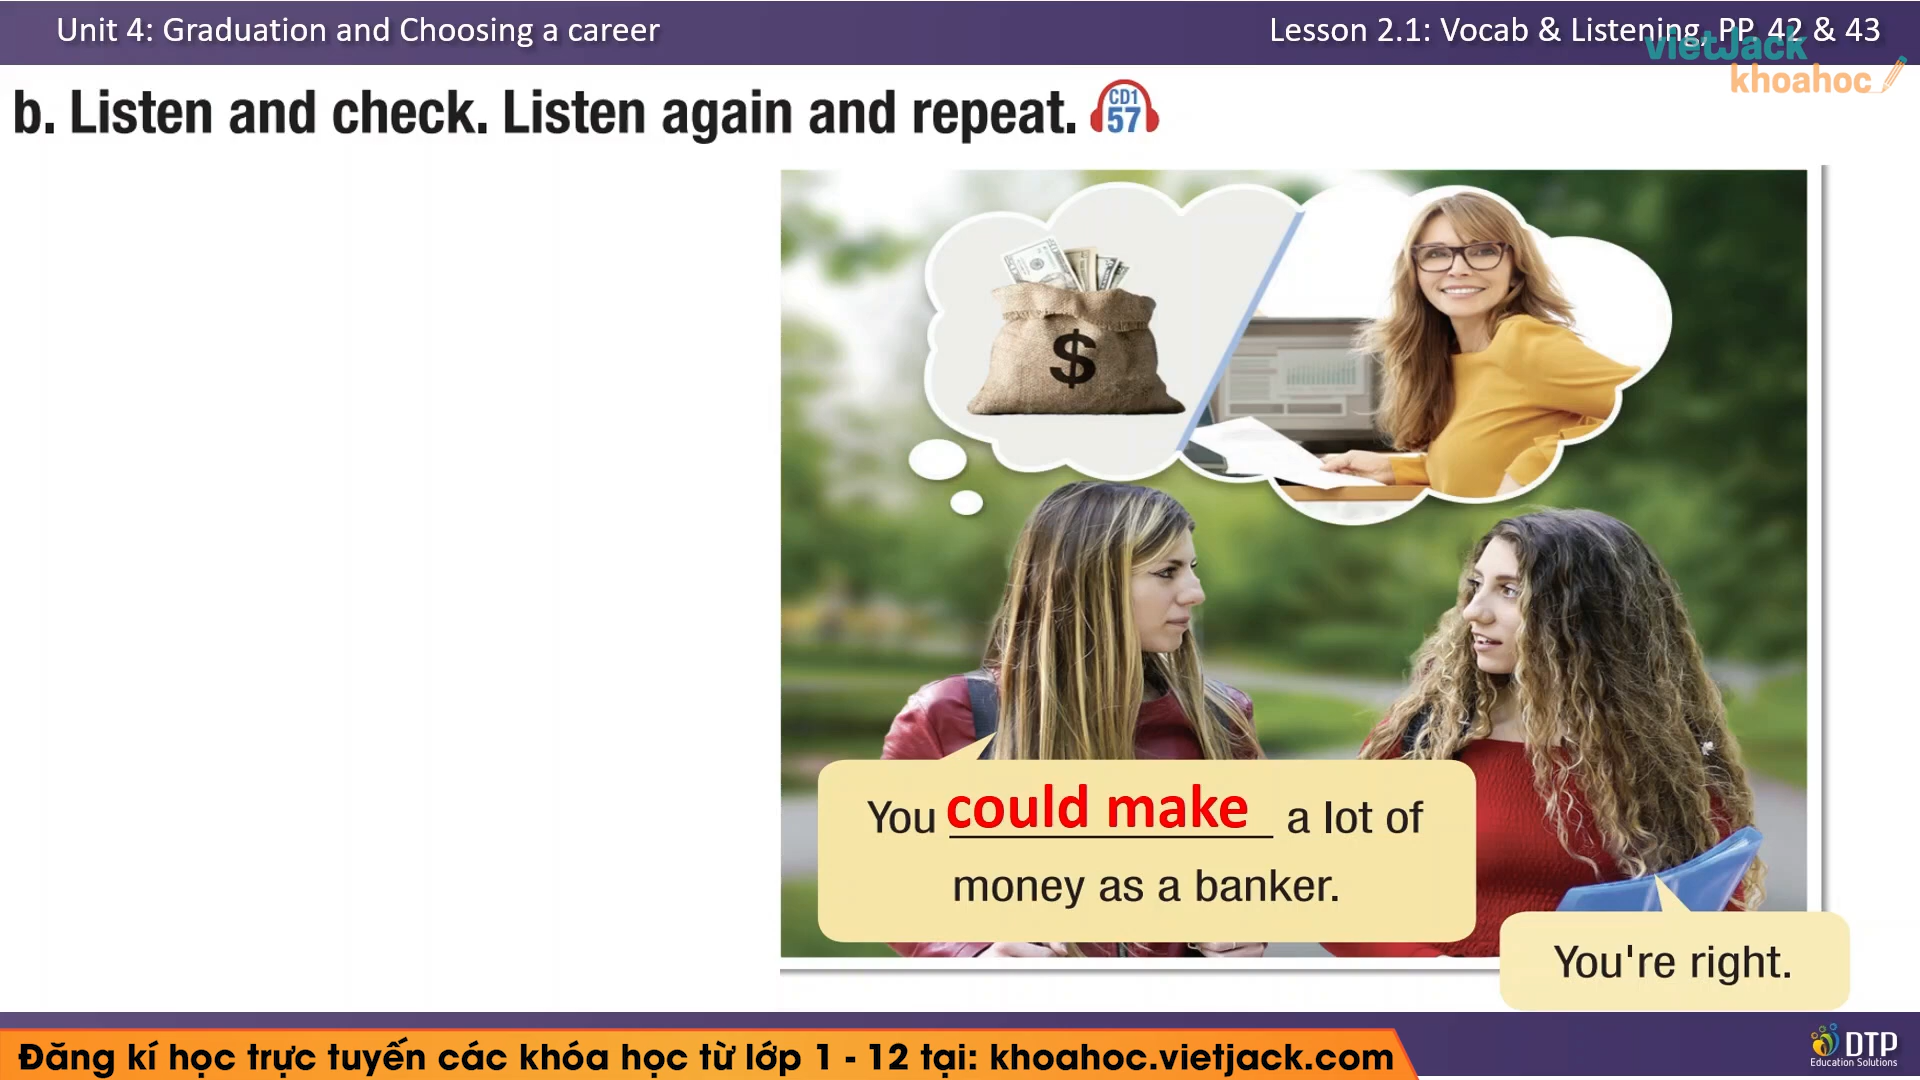 Unit 4: Graduation and Choosing a career
Lesson 2.1: Vocab & Listening, PP. 42 & 43
vietJack
khoahoc
b. Listen and check. Listen again and repeat.
CD1
57
$
You could make a lot of
money as a banker.
You're right.
Đăng kí học trực tuyến các khóa học từ lớp 1 - 12 tại: khoahoc.vietjack.com
DTP
Education Solutions